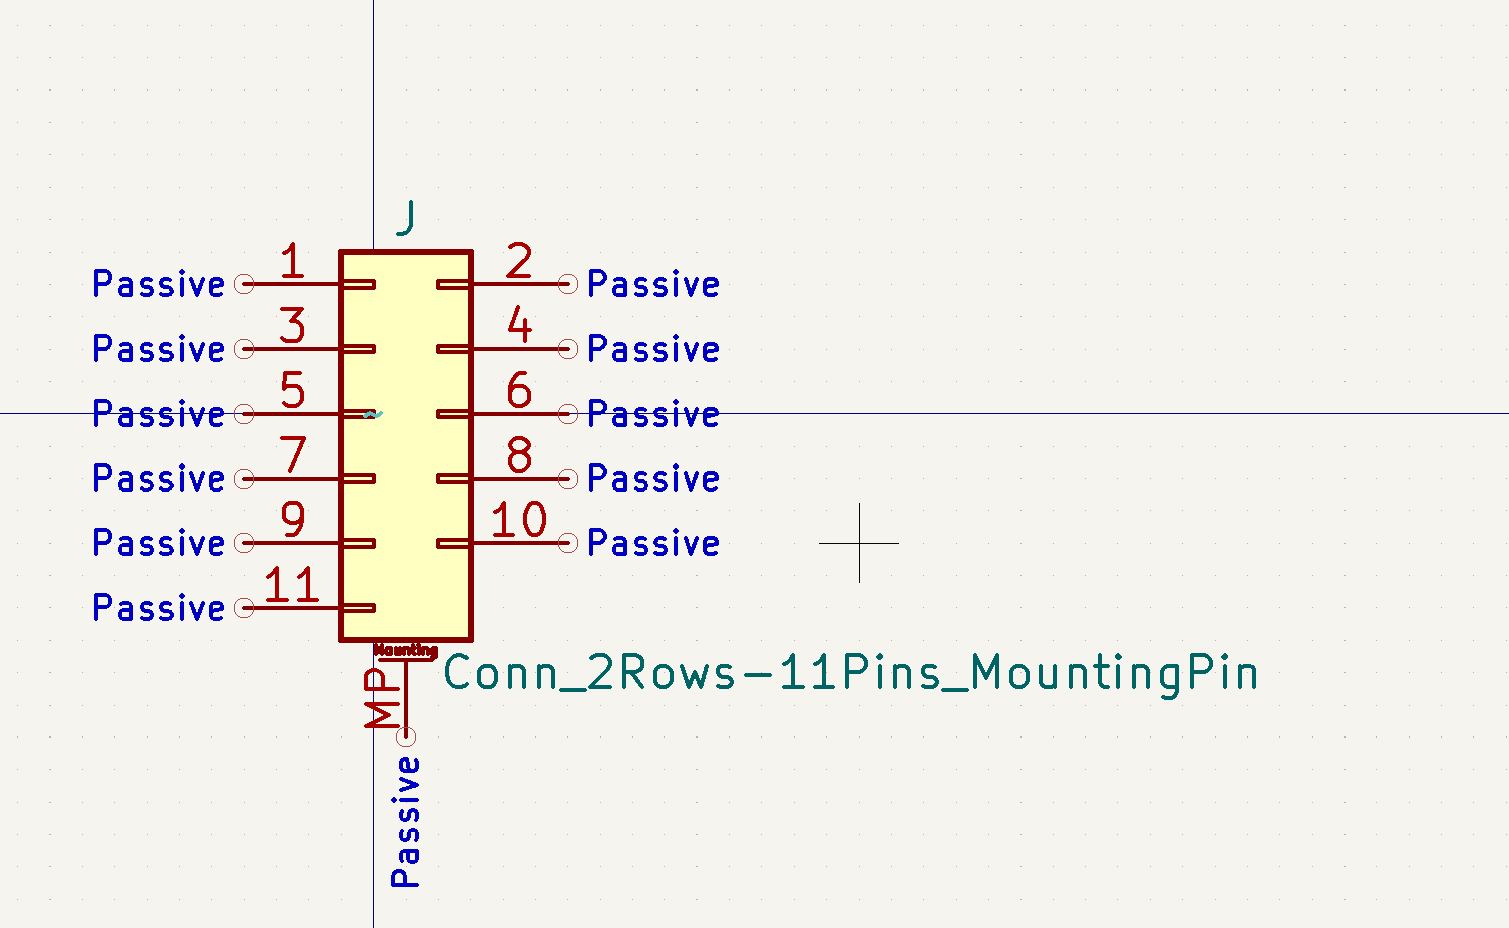 J
Passive 1 2 Passive
Passive 3 4 Passive
Passive 5 ~ 6 Passive
Passive 7 8 Passive
Passive 9 10 Passive
Passive 11
Mounting
MP Conn_2Rows-11Pins_MountingPin
Passive